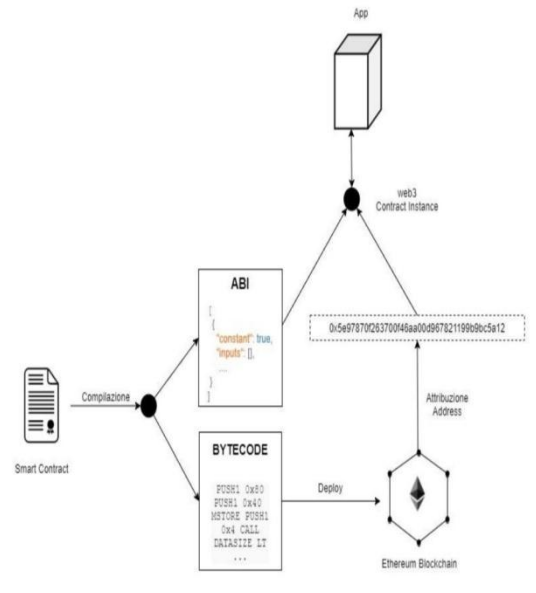 App
web3
Contract Instance
ABI
[
{
"constant": true,
"inputs": [],
....
}
]
0x5e97870f263700f46aa00d967821199b9bc5a12
Compilazione
Attribuzione
Address
Smart Contract
BYTECODE
PUSH1 0x80
PUSH1 0x40
MSTORE PUSH1
0x4 CALL
DATASIZE LT
...
Deploy
Ethereum Blockchain